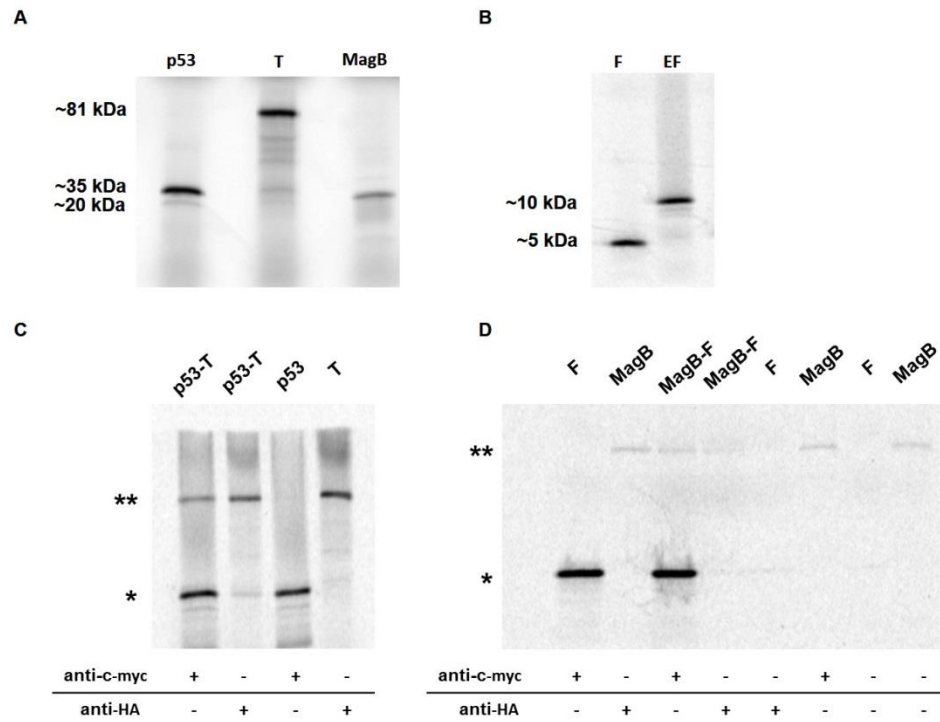 A
p53 T MagB
~81 kDa
~35 kDa
~20 kDa
B
F EF
~10 kDa
~5 kDa
C
p53-T p53-T p53 T
**
*
anti-c-myc + - + -
anti-HA - + - +
D
F MagB MagB-F MagB-F F MagB F MagB
**
*
anti-c-myc + - + - - + - -
anti-HA - + - + + - - -